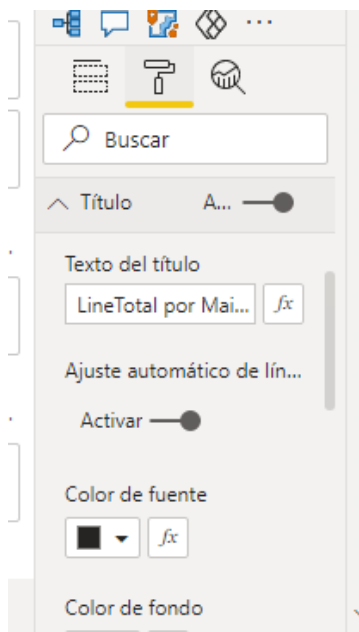 Buscar
Título A...
Texto del título
LineTotal por Mai... fx
Ajuste automático de lín...
Activar
Color de fuente
fx
Color de fondo